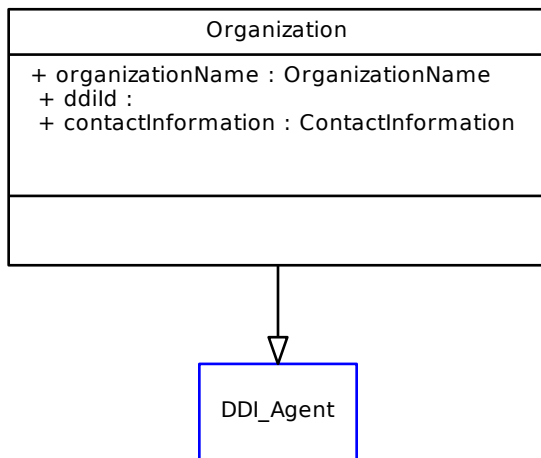 Organization
+ organizationName : OrganizationName
+ ddiId :
+ contactInformation : ContactInformation
DDI_Agent